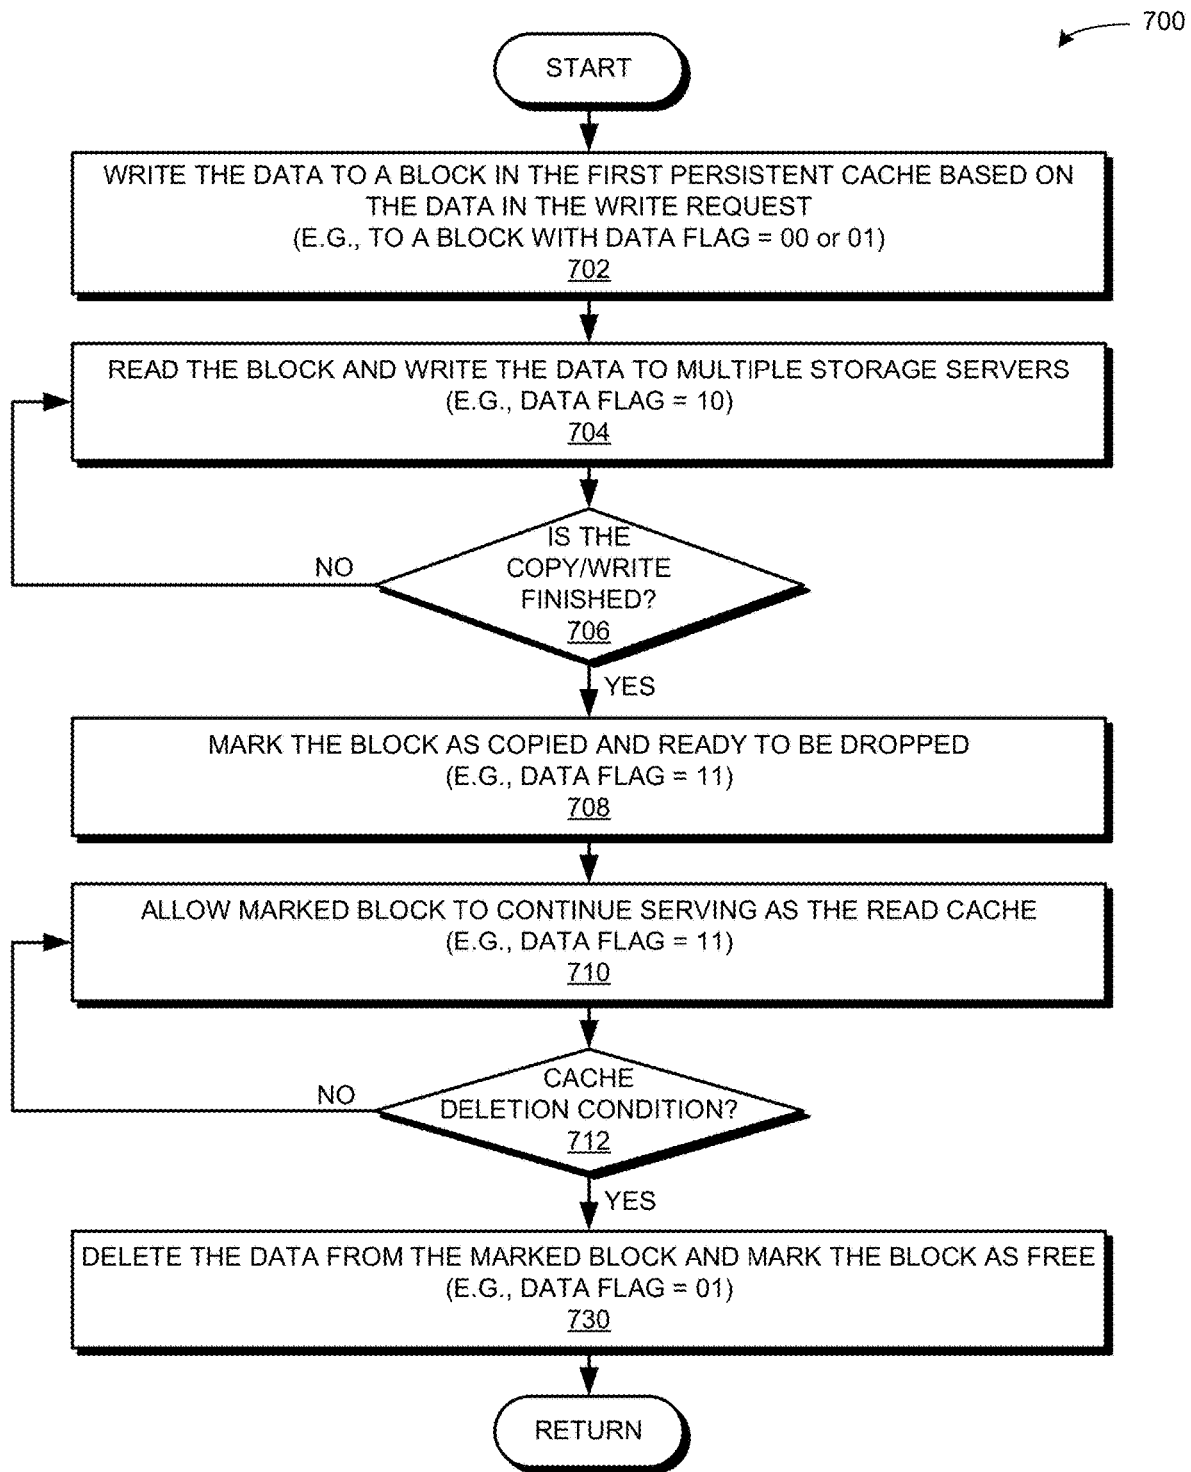 700
START
WRITE THE DATA TO A BLOCK IN THE FIRST PERSISTENT CACHE BASED ON
THE DATA IN THE WRITE REQUEST
(E.G., TO A BLOCK WITH DATA FLAG = 00 or 01)
702
READ THE BLOCK AND WRITE THE DATA TO MULTIPLE STORAGE SERVERS
(E.G., DATA FLAG = 10)
704
IS THE
COPY/WRITE
FINISHED?
706
NO
YES
MARK THE BLOCK AS COPIED AND READY TO BE DROPPED
(E.G., DATA FLAG = 11)
708
ALLOW MARKED BLOCK TO CONTINUE SERVING AS THE READ CACHE
(E.G., DATA FLAG = 11)
710
CACHE
DELETION CONDITION?
712
NO
YES
DELETE THE DATA FROM THE MARKED BLOCK AND MARK THE BLOCK AS FREE
(E.G., DATA FLAG = 01)
730
RETURN